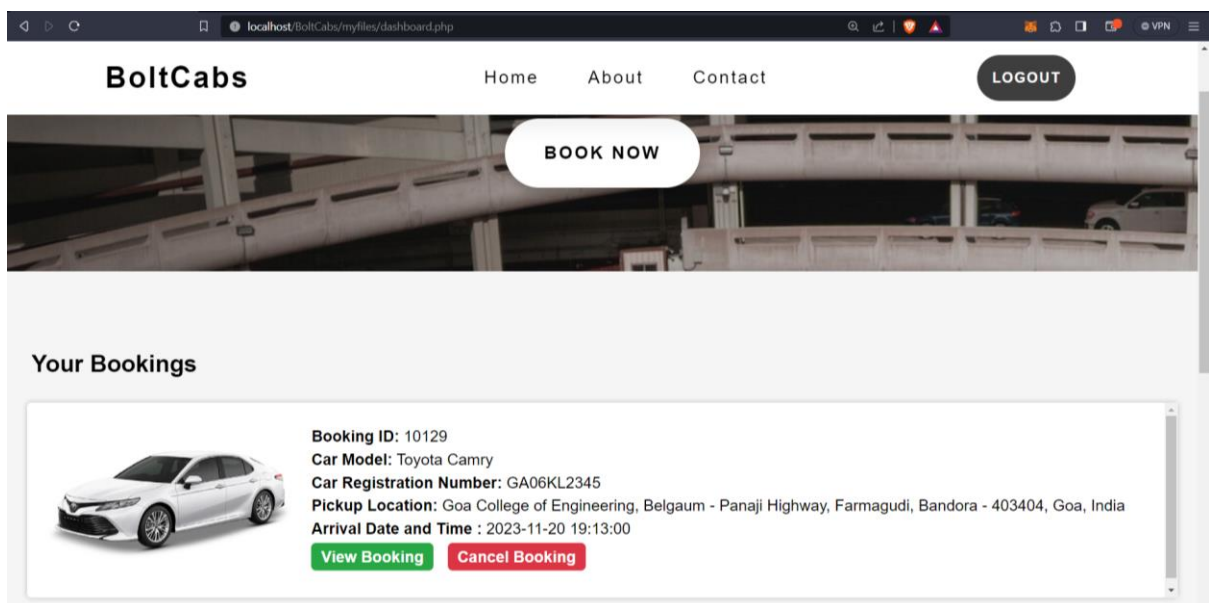 localhost/BoltCabs/myfiles/dashboard.php
VPN
BoltCabs
Home
About
Contact
LOGOUT
BOOK NOW
Your Bookings
Booking ID: 10129
Car Model: Toyota Camry
Car Registration Number: GA06KL2345
Pickup Location: Goa College of Engineering, Belgaum - Panaji Highway, Farmagudi, Bandora - 403404, Goa, India
Arrival Date and Time : 2023-11-20 19:13:00
View Booking
Cancel Booking